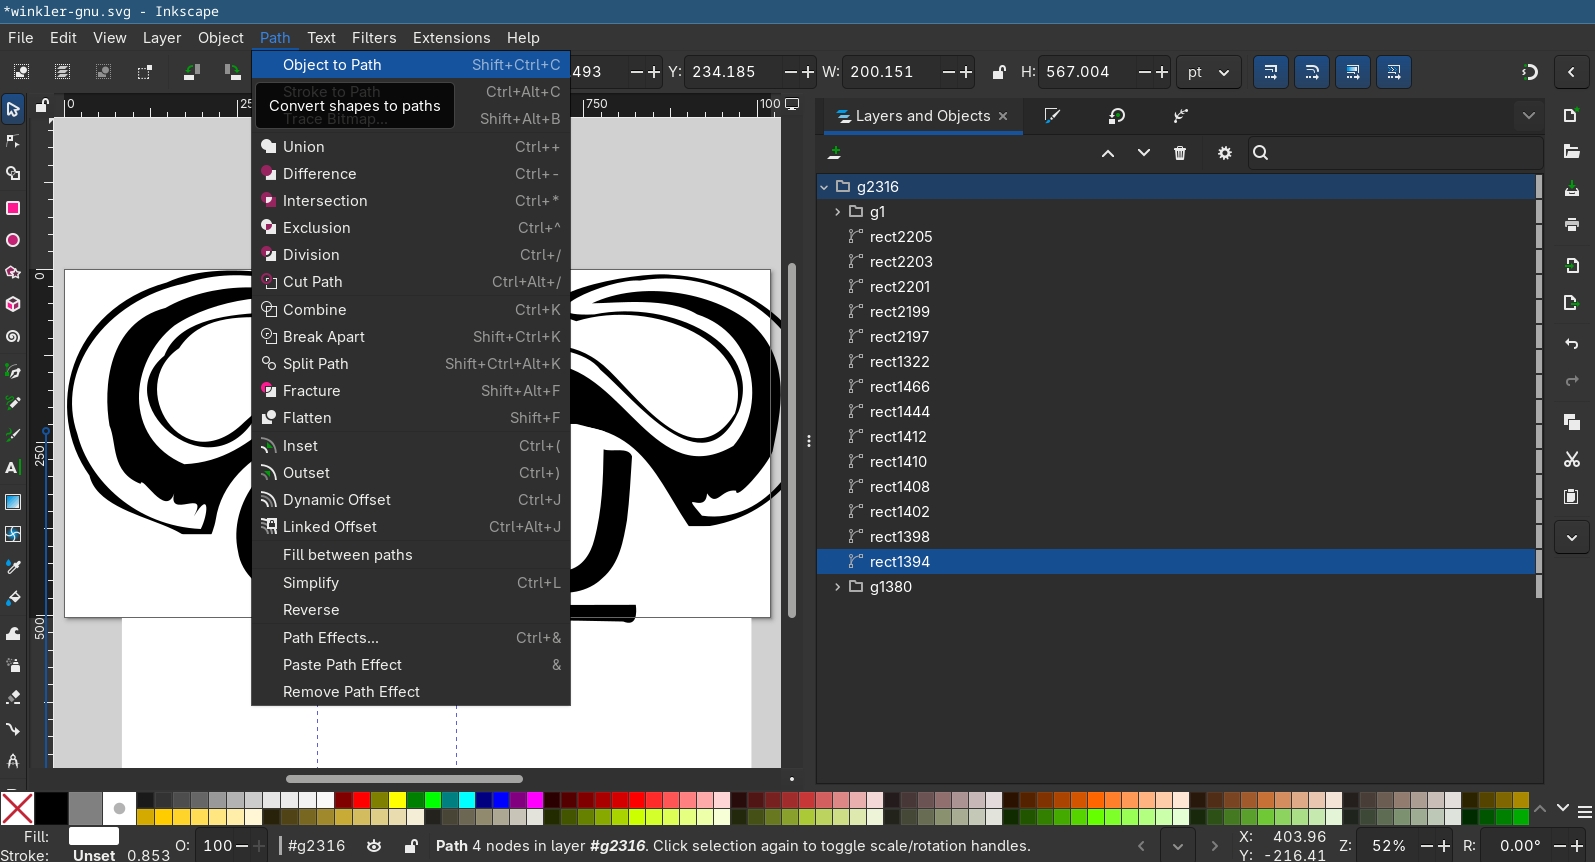 *winkler-gnu.svg - Inkscape
File Edit View Layer Object Path Text Filters Extensions Help
.493 Y: 234.185 W: 200.151 H: 567.004 pt
Object to Path Shift+Ctrl+C
Stroke to Path Ctrl+Alt+C
Convert shapes to paths
Trace Bitmap... Shift+Alt+B
Union Ctrl++
Difference Ctrl+-
Intersection Ctrl+*
Exclusion Ctrl+^
Division Ctrl+/
Cut Path Ctrl+Alt+/
Combine Ctrl+K
Break Apart Shift+Ctrl+K
Split Path Shift+Ctrl+Alt+K
Fracture Shift+Alt+F
Flatten Shift+F
Inset Ctrl+(
Outset Ctrl+)
Dynamic Offset Ctrl+J
Linked Offset Ctrl+Alt+J
Fill between paths
Simplify Ctrl+L
Reverse
Path Effects... Ctrl+&
Paste Path Effect &
Remove Path Effect
0 25 750 100
0
250
500
Layers and Objects
g2316
g1
rect2205
rect2203
rect2201
rect2199
rect2197
rect1322
rect1466
rect1444
rect1412
rect1410
rect1408
rect1402
rect1398
rect1394
g1380
Fill:
Stroke: Unset 0.853
O: 100
#g2316
Path 4 nodes in layer #g2316. Click selection again to toggle scale/rotation handles.
X: 403.96
Y: -216.41
Z: 52%
R: 0.00°